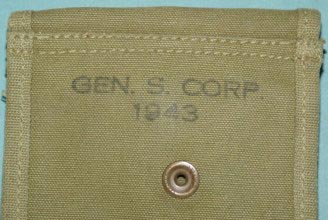 GEN. S. CORP.
1943